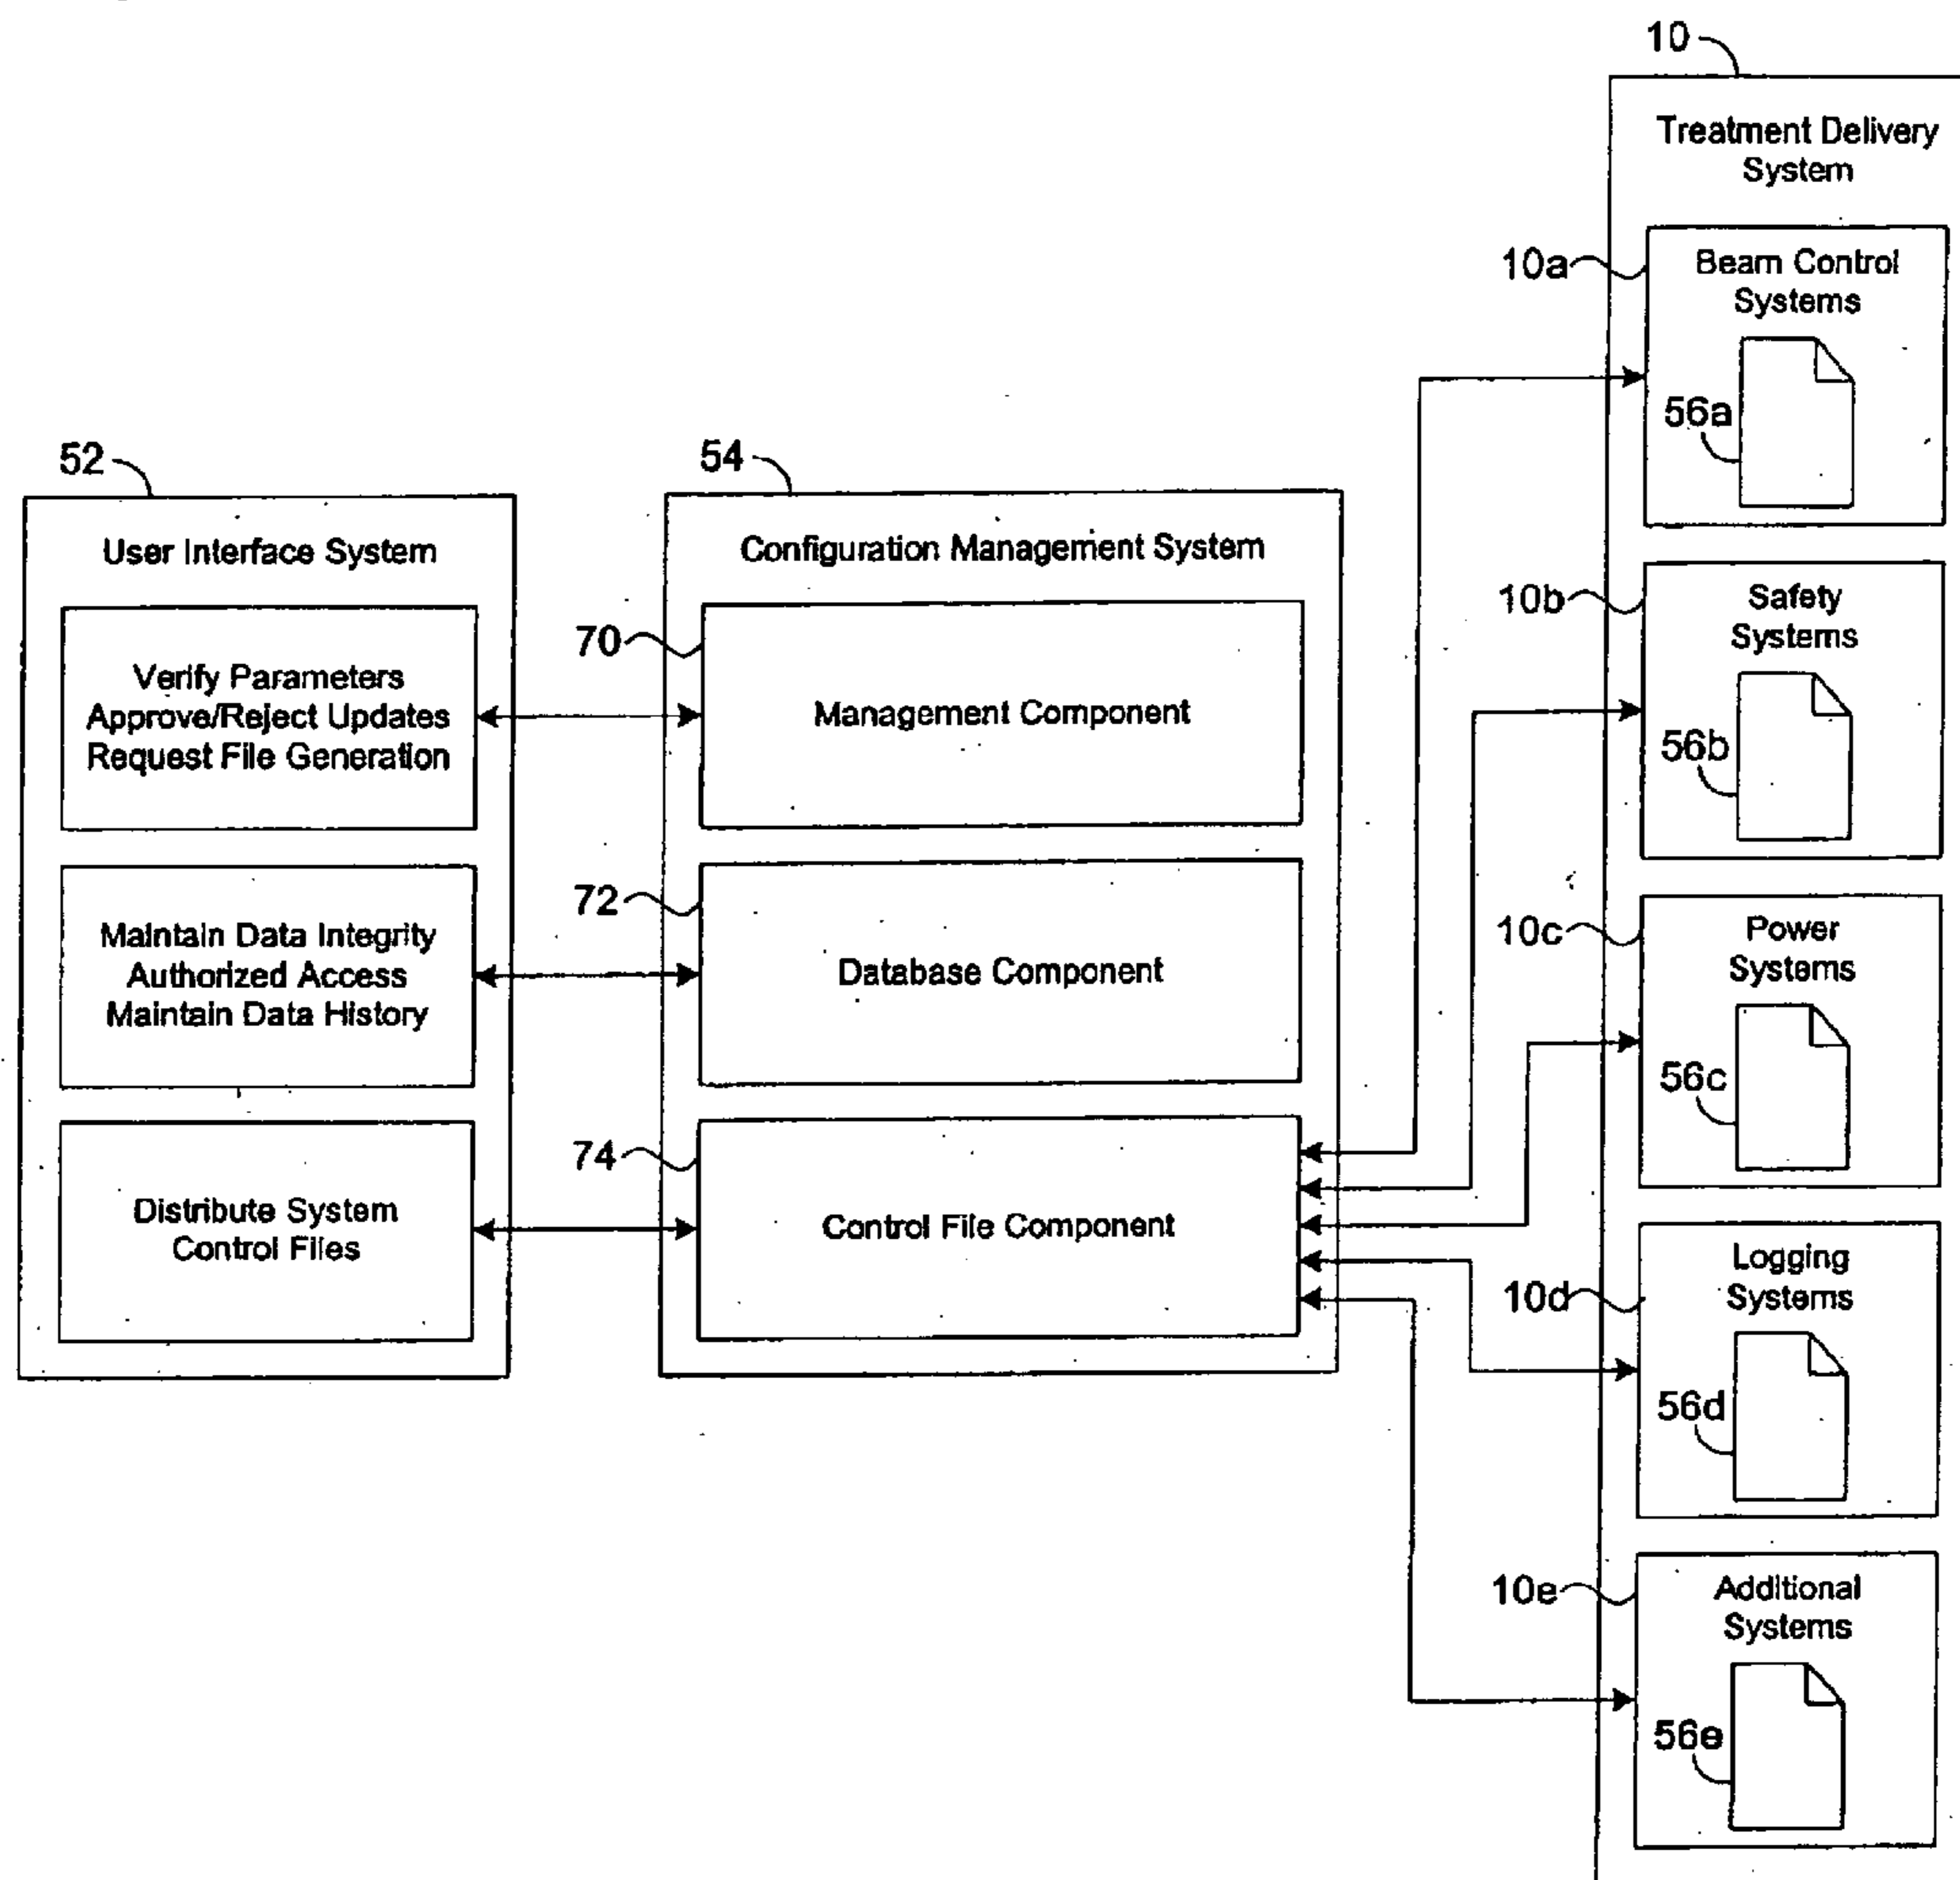 10
Treatment Delivery
System
10a
Beam Control
Systems
56a
52
54
User Interface System
Configuration Management System
10b
Safety
Systems
56b
70
Verify Parameters
Approve/Reject Updates
Request File Generation
Management Component
72
Maintain Data Integrity
Authorized Access
Maintain Data History
Database Component
10c
Power
Systems
56c
74
Distribute System
Control Files
Control File Component
10d
Logging
Systems
56d
10e
Additional
Systems
56e